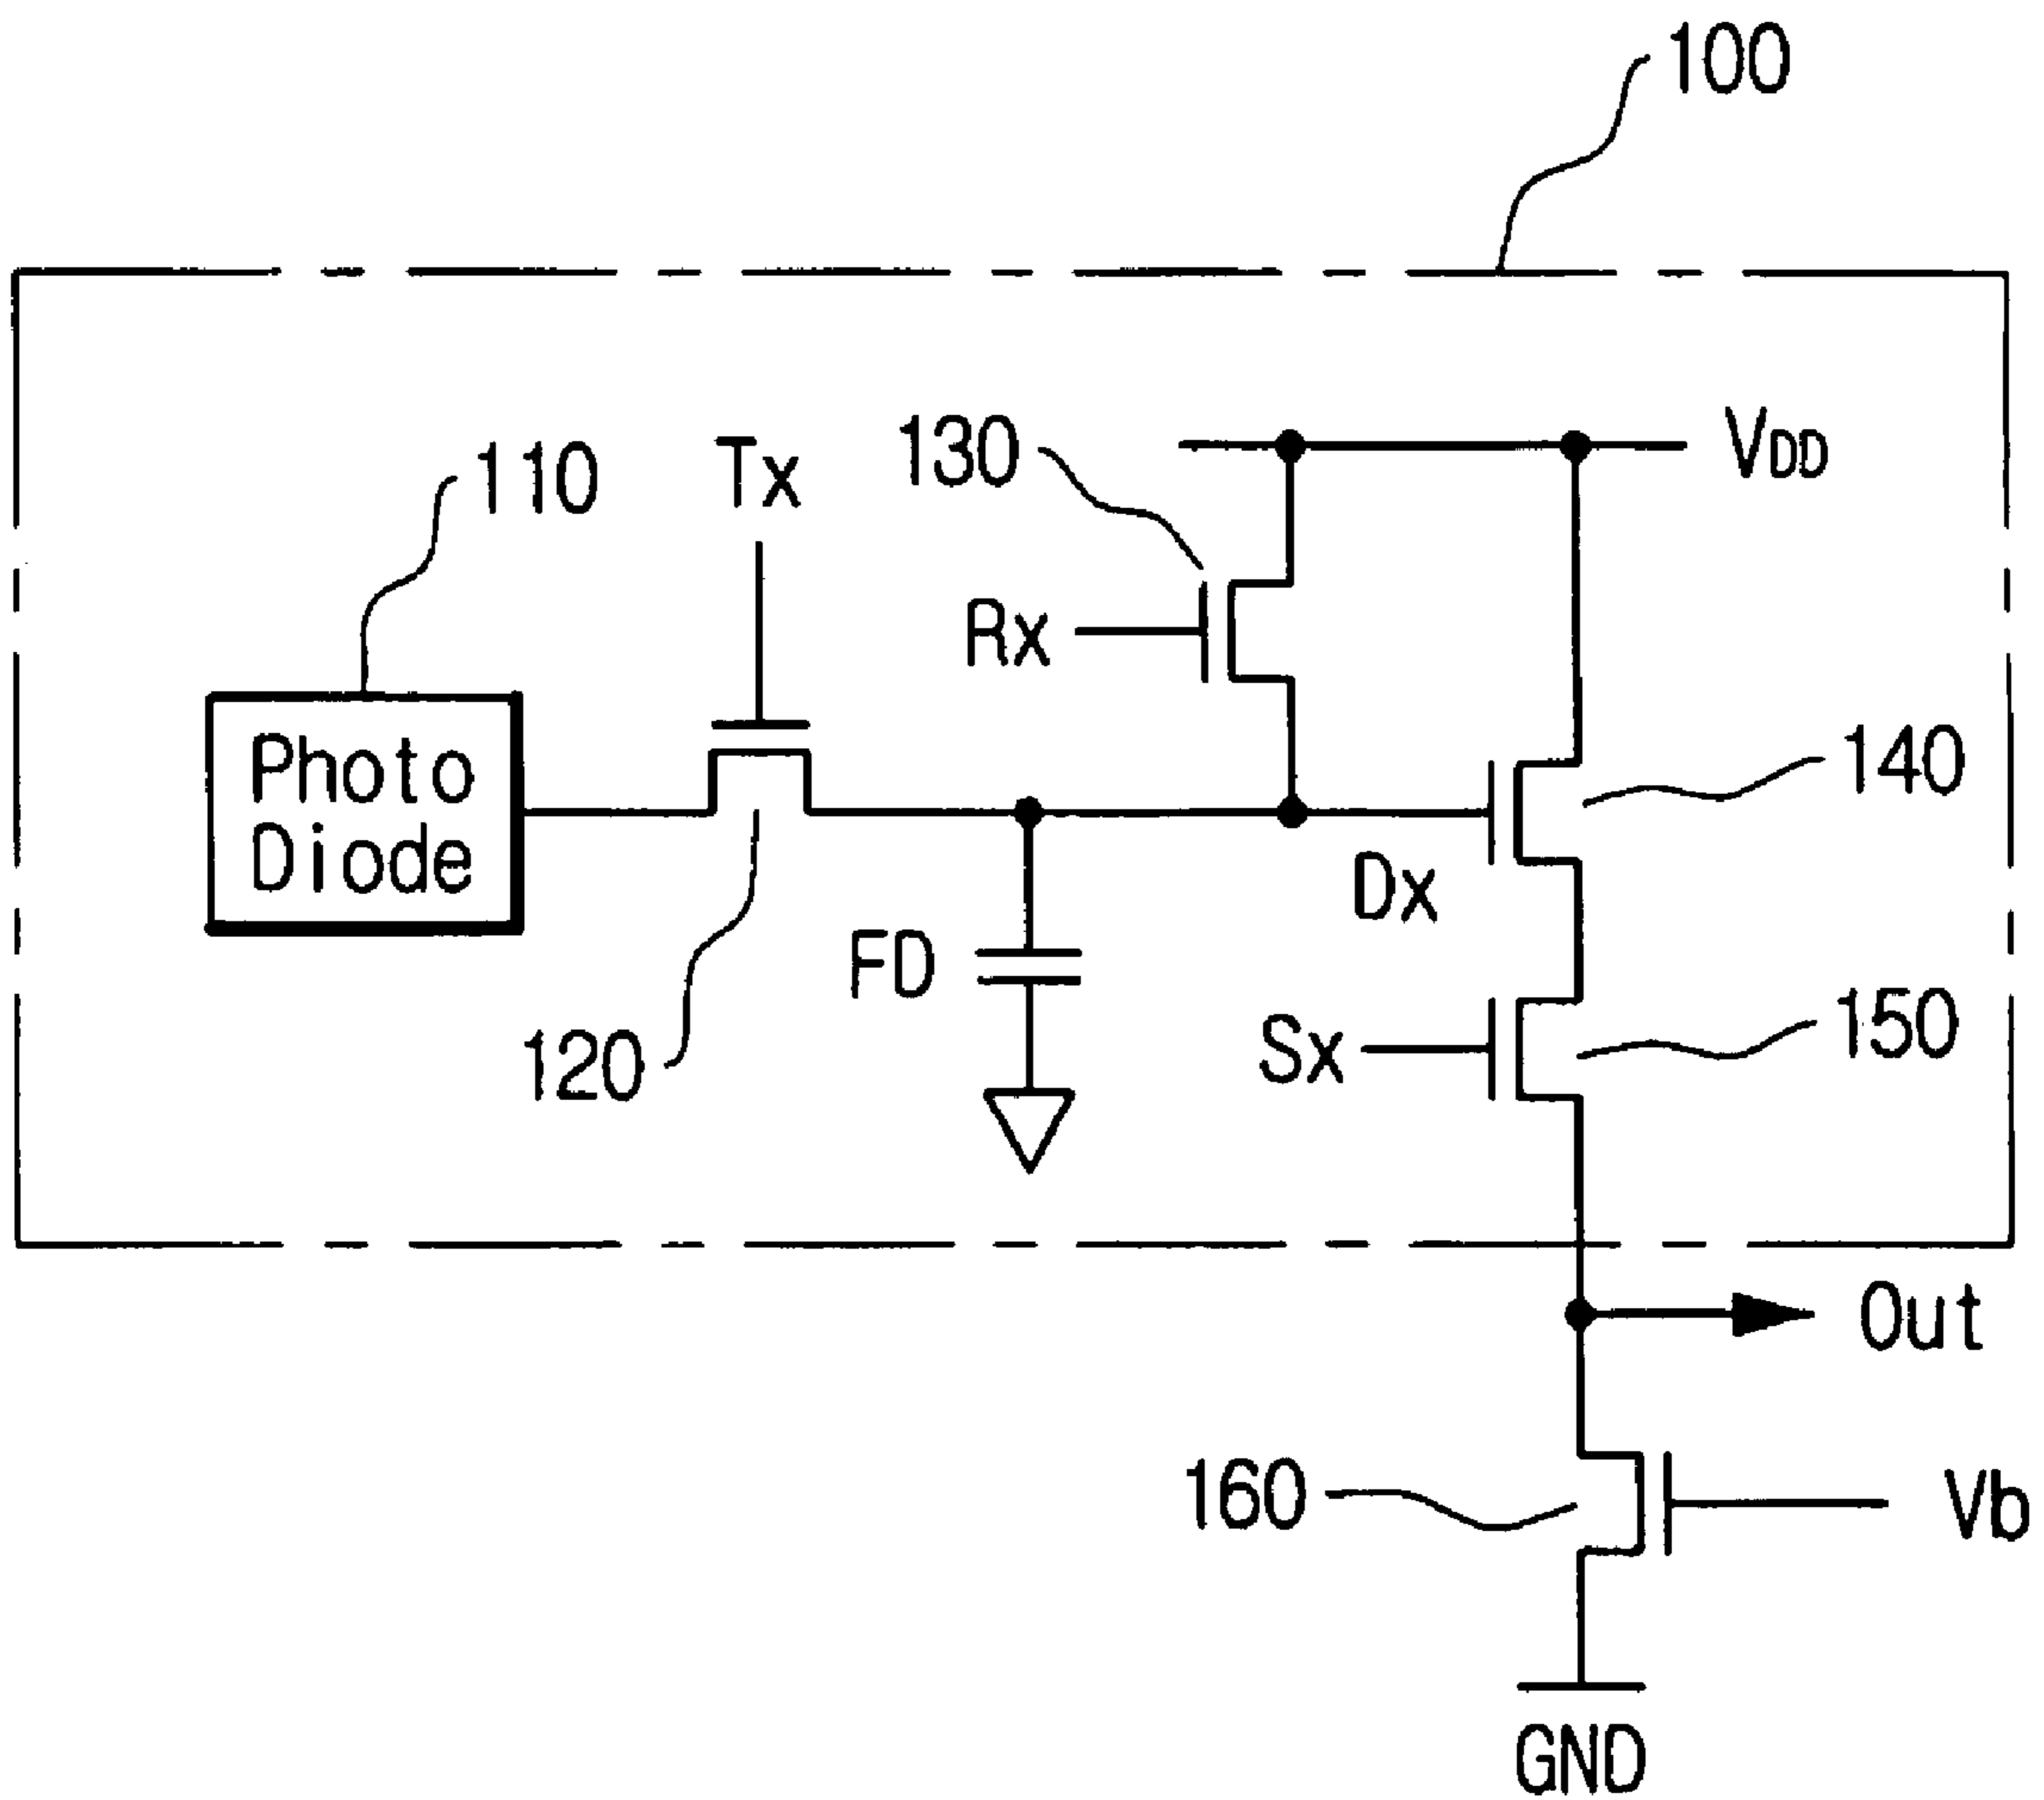 100
130
VDD
110
Tx
Rx
Photo
Diode
140
Dx
FD
150
Sx
120
Out
160
Vb
GND